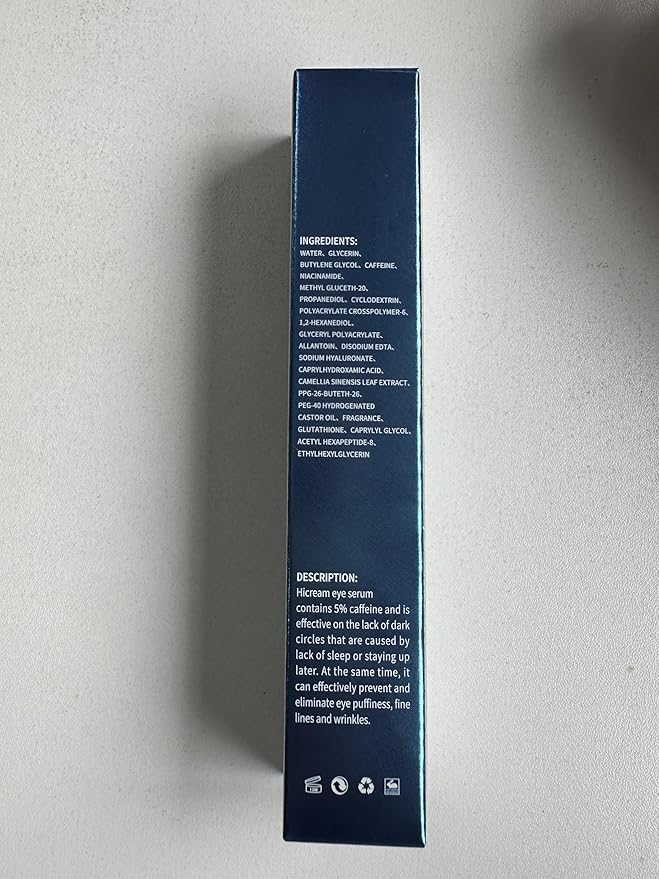 INGREDIENTS:
WATER、GLYCERIN、
BUTYLENE GLYCOL、CAFFEINE、
NIACINAMIDE、
METHYL GLUCETH-20、
PROPANEDIOL、CYCLODEXTRIN、
POLYACRYLATE CROSSPOLYMER-6、
1,2-HEXANEDIOL、
GLYCERYL POLYACRYLATE、
ALLANTOIN、DISODIUM EDTA、
SODIUM HYALURONATE、
CAPRYLHYDROXAMIC ACID、
CAMELLIA SINENSIS LEAF EXTRACT、
PPG-26-BUTETH-26、
PEG-40 HYDROGENATED
CASTOR OIL、FRAGRANCE、
GLUTATHIONE、CAPRYLYL GLYCOL、
ACETYL HEXAPEPTIDE-8、
ETHYLHEXYLGLYCERIN
DESCRIPTION:
Hicream eye serum
contains 5% caffeine and is
effective on the lack of dark
circles that are caused by
lack of sleep or staying up
later. At the same time, it
can effectively prevent and
eliminate eye puffiness, fine
lines and wrinkles.
12M